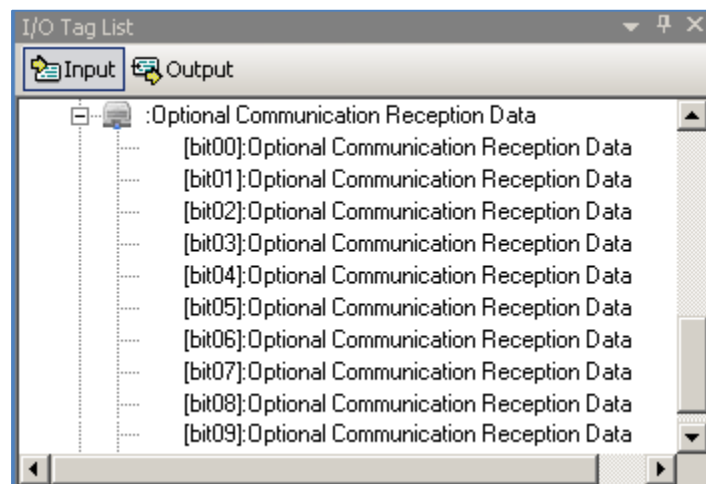 I/O Tag List
Input Output
:Optional Communication Reception Data
[bit00]:Optional Communication Reception Data
[bit01]:Optional Communication Reception Data
[bit02]:Optional Communication Reception Data
[bit03]:Optional Communication Reception Data
[bit04]:Optional Communication Reception Data
[bit05]:Optional Communication Reception Data
[bit06]:Optional Communication Reception Data
[bit07]:Optional Communication Reception Data
[bit08]:Optional Communication Reception Data
[bit09]:Optional Communication Reception Data